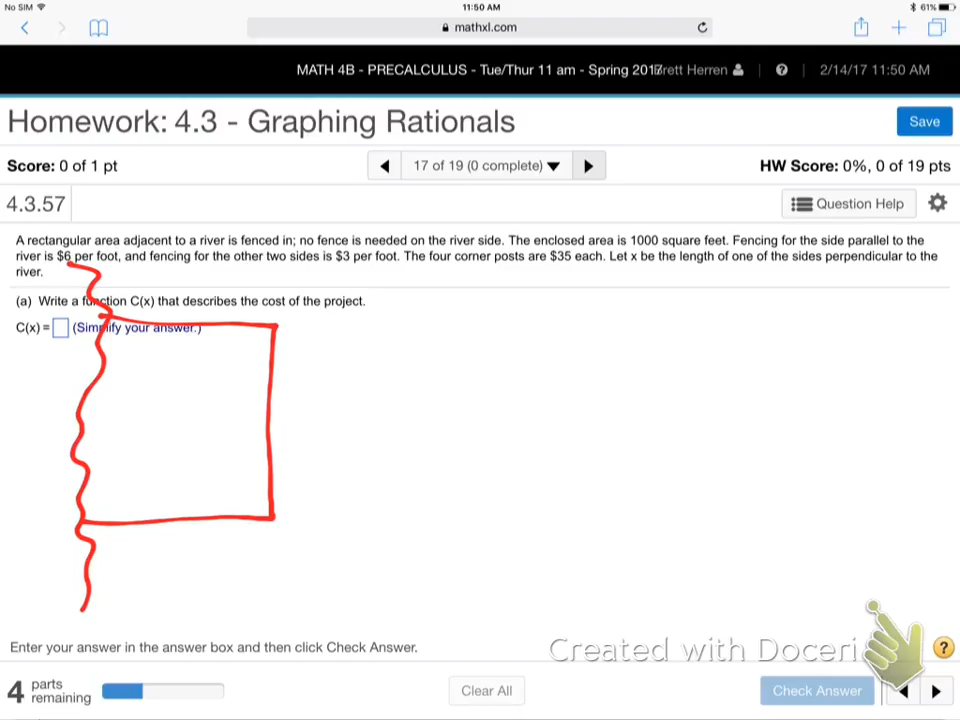 No SIM 11:50 AM 61%
mathxl.com
MATH 4B - PRECALCULUS - Tue/Thur 11 am - Spring 2017 Brett Herren ? 2/14/17 11:50 AM
Homework: 4.3 - Graphing Rationals Save
Score: 0 of 1 pt 17 of 19 (0 complete) HW Score: 0%, 0 of 19 pts
4.3.57 Question Help
A rectangular area adjacent to a river is fenced in; no fence is needed on the river side. The enclosed area is 1000 square feet. Fencing for the side parallel to the
river is $6 per foot, and fencing for the other two sides is $3 per foot. The four corner posts are $35 each. Let x be the length of one of the sides perpendicular to the
river.
(a) Write a function C(x) that describes the cost of the project.
C(x) = (Simplify your answer.)
Enter your answer in the answer box and then click Check Answer.
Created with Doceri ?
4 parts remaining Clear All Check Answer